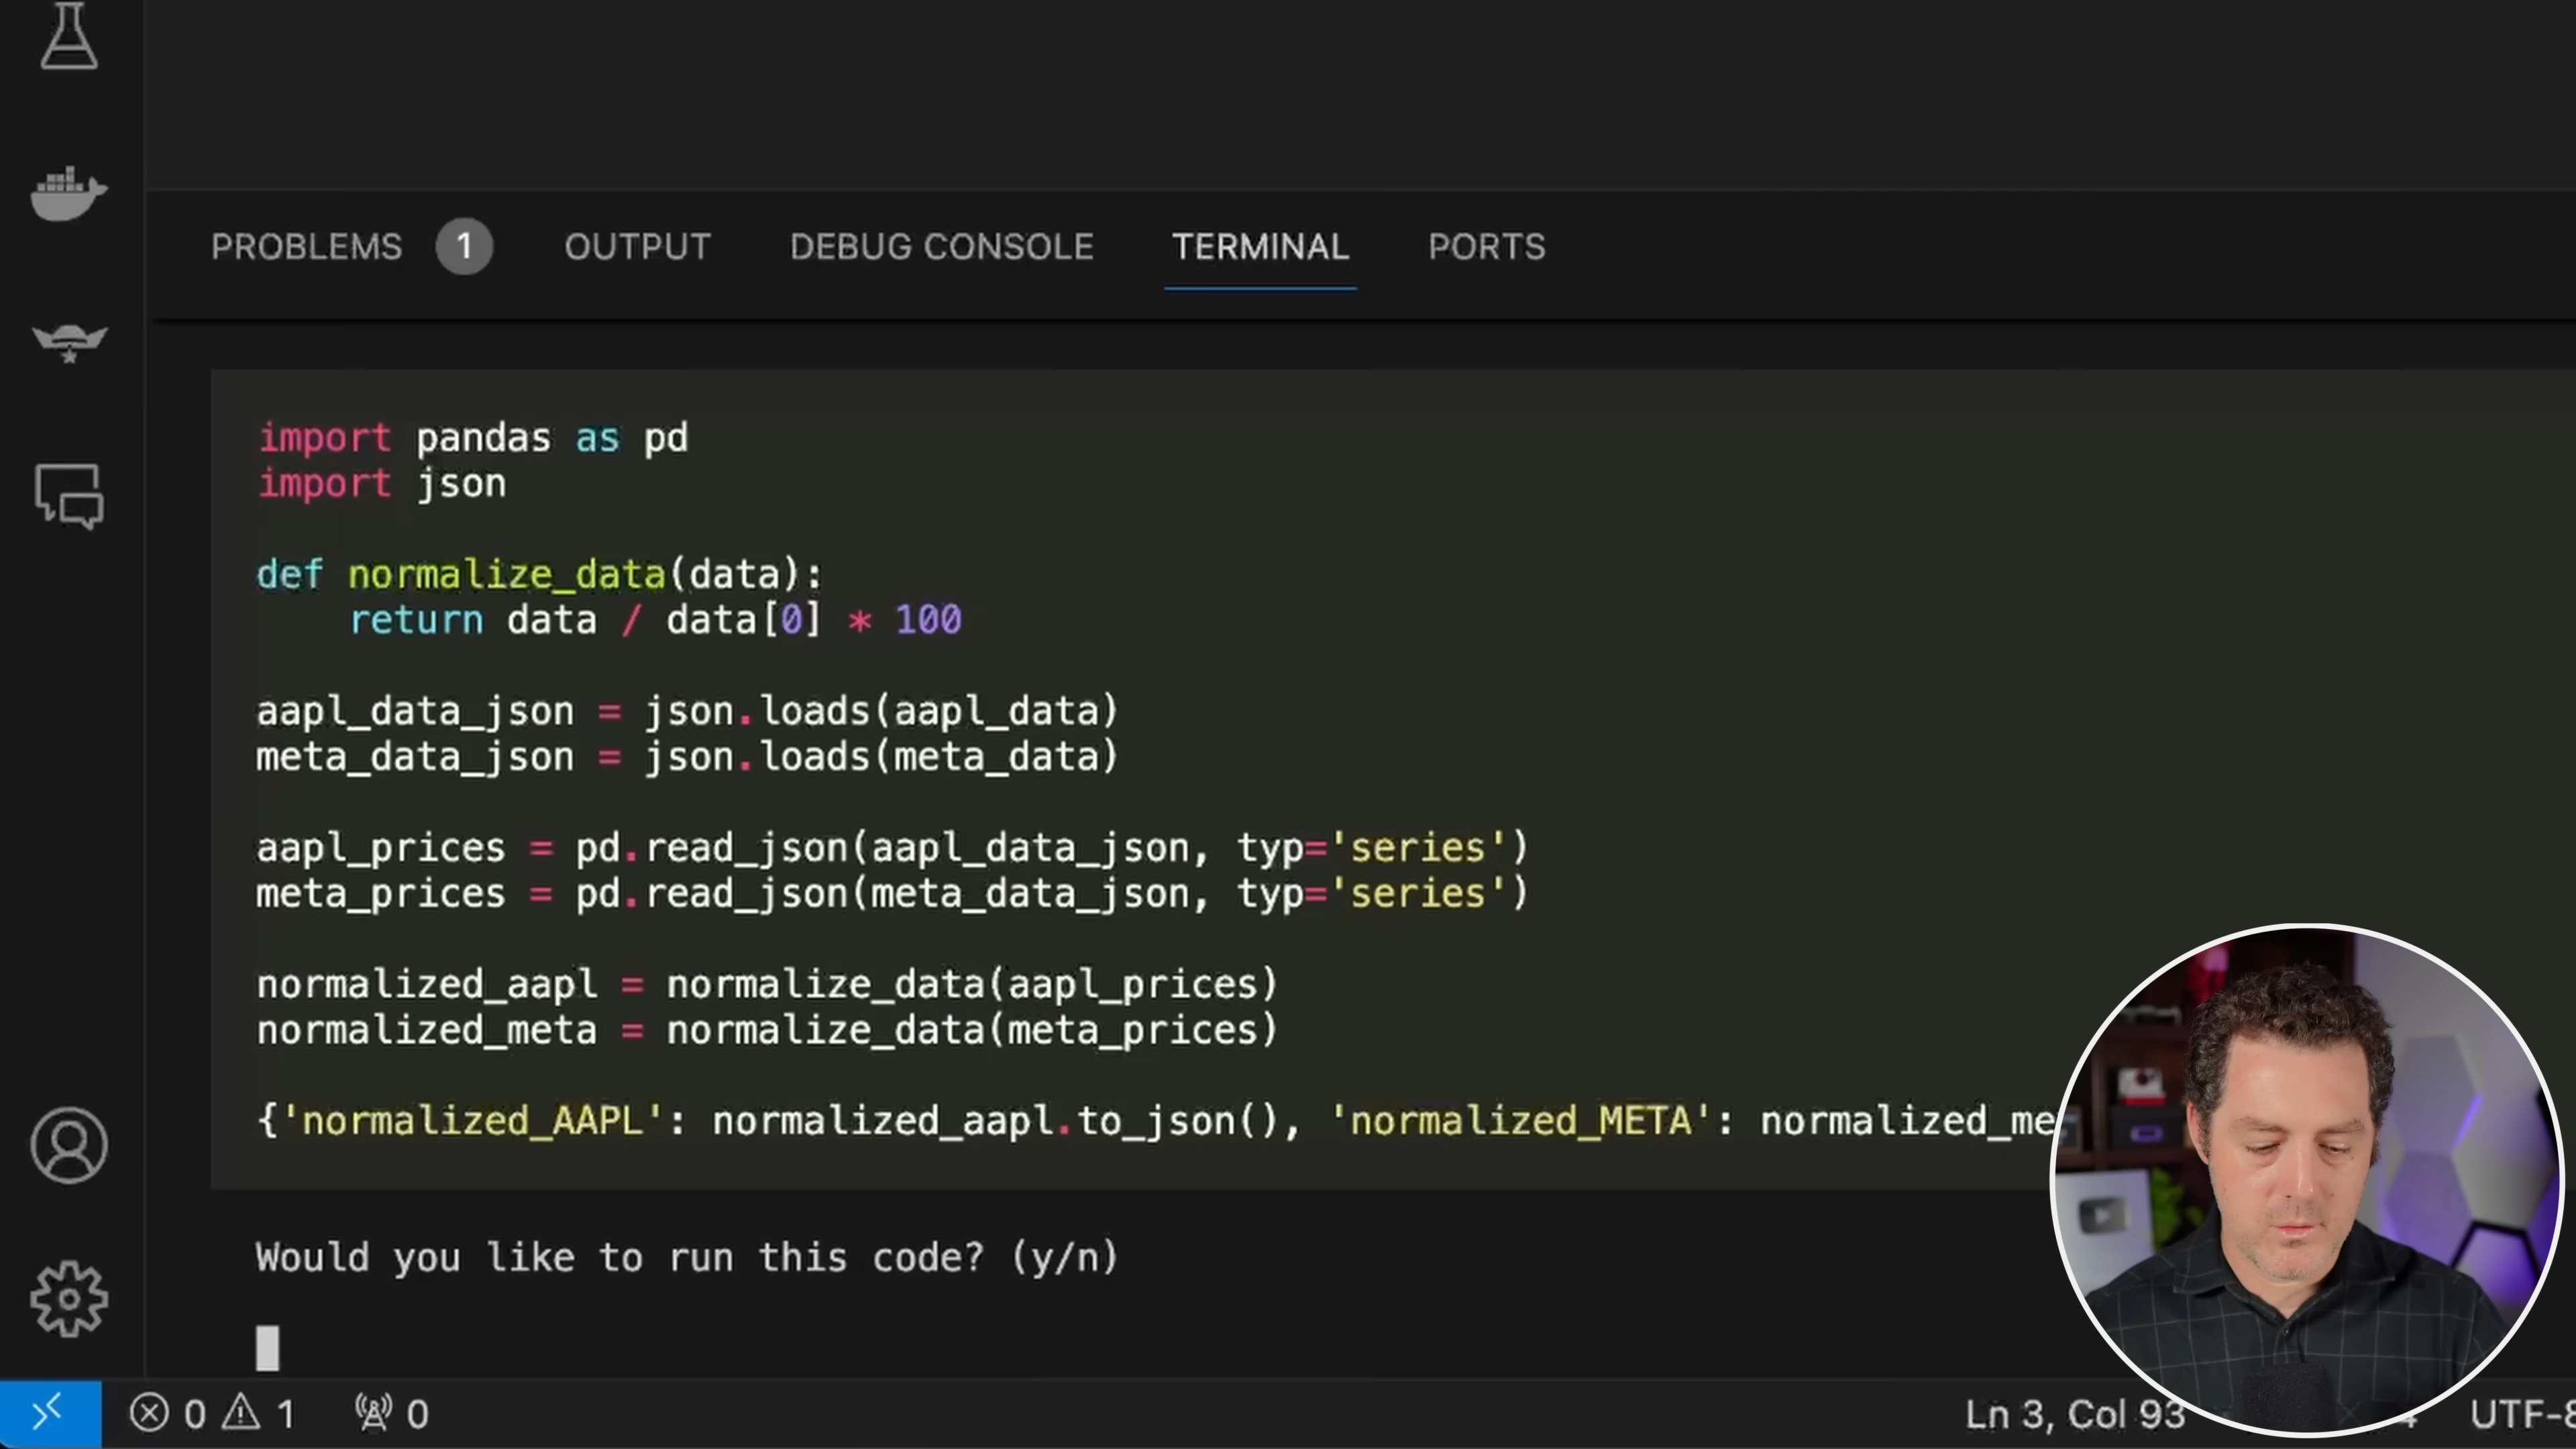 PROBLEMS 1 OUTPUT DEBUG CONSOLE TERMINAL PORTS
import pandas as pd
import json
def normalize_data(data):
return data / data[0] * 100
aapl_data_json = json.loads(aapl_data)
meta_data_json = json.loads(meta_data)
aapl_prices = pd.read_json(aapl_data_json, typ='series')
meta_prices = pd.read_json(meta_data_json, typ='series')
normalized_aapl = normalize_data(aapl_prices)
normalized_meta = normalize_data(meta_prices)
{'normalized_AAPL': normalized_aapl.to_json(), 'normalized_META': normalized_me
Would you like to run this code? (y/n)
0 1 0 Ln 3, Col 93 UTF-8